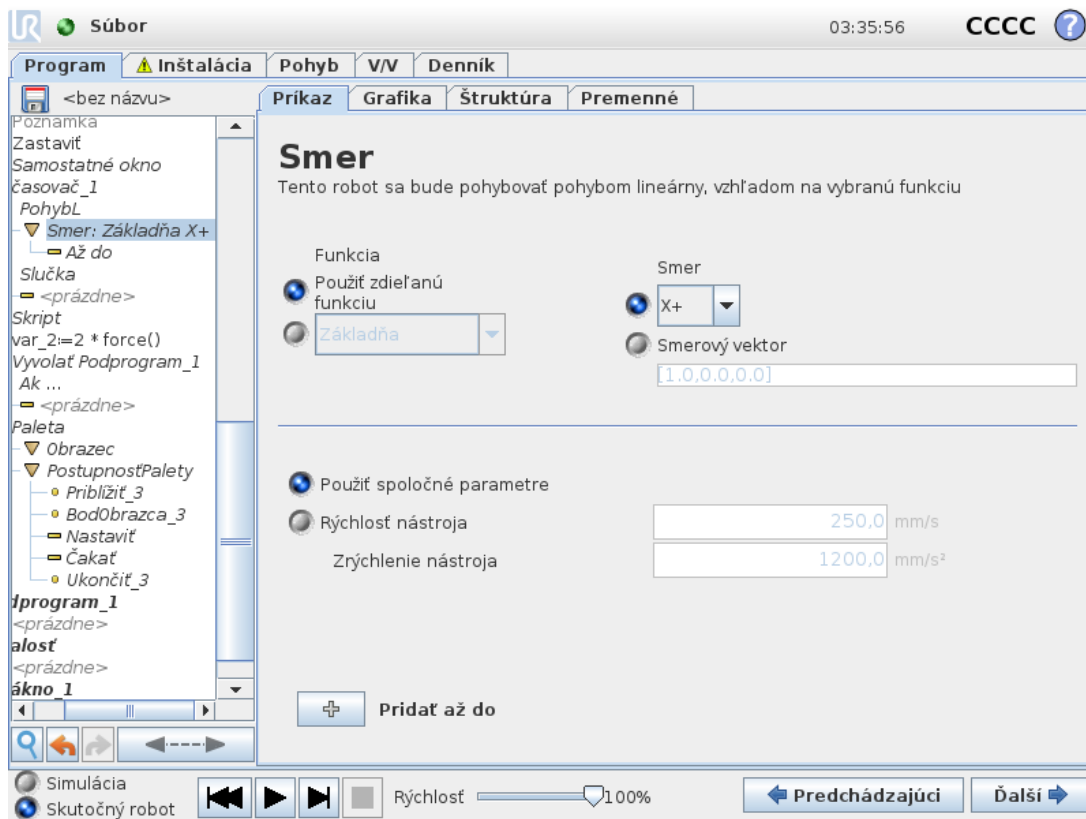 UR Súbor 03:35:56 CCCC ?
Program Inštalácia Pohyb V/V Denník
<bez názvu>
Príkaz Grafika Štruktúra Premenné
Poznámka
Zastaviť
Samostatné okno
časovač_1
PohybL
Smer: Základňa X+
Až do
Slučka
<prázdne>
Skript
var_2:=2 * force()
Vyvolať Podprogram_1
Ak ...
<prázdne>
Paleta
Obrazec
PostupnosťPalety
Priblížiť_3
BodObrazca_3
Nastaviť
Čakať
Ukončiť_3
dprogram_1
<prázdne>
alosť
<prázdne>
ákno_1
Smer
Tento robot sa bude pohybovať pohybom lineárny, vzhľadom na vybranú funkciu
Funkcia
Použiť zdieľanú
funkciu
Základňa
Smer
X+
Smerový vektor
[1.0,0.0,0.0]
Použiť spoločné parametre
Rýchlosť nástroja 250,0 mm/s
Zrýchlenie nástroja 1200,0 mm/s²
Pridať až do
Simulácia
Skutočný robot
Rýchlosť 100%
Predchádzajúci Ďalší